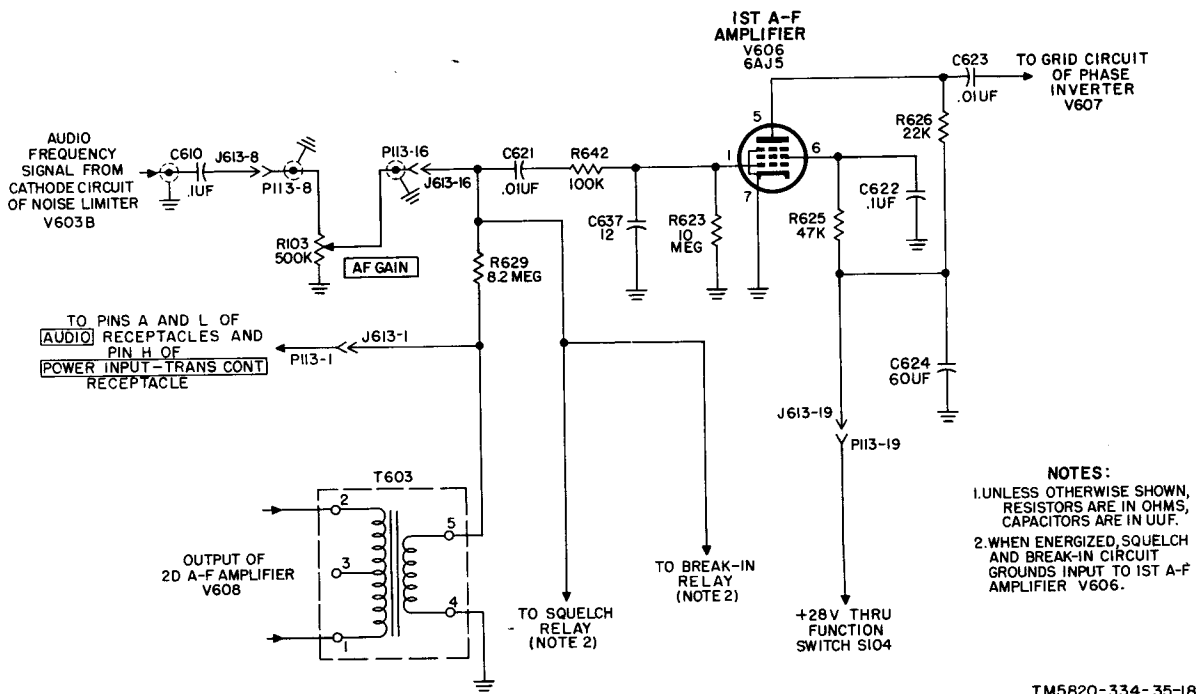 1ST A-F
AMPLIFIER
V606
6AJ5
C623
.01UF
TO GRID CIRCUIT
OF PHASE
INVERTER
V607
R626
22K
AUDIO
FREQUENCY
SIGNAL FROM
CATHODE CIRCUIT
OF NOISE LIMITER
V603B
C610
.1UF
J613-8
P113-8
P113-16
J613-16
C621
.01UF
R642
100K
5
1
6
7
C637
12
R623
10
MEG
R625
47K
C622
.1UF
R103
500K
AF GAIN
R629
8.2 MEG
TO PINS A AND L OF
AUDIO RECEPTACLES AND
PIN H OF
POWER INPUT-TRANS CONT
RECEPTACLE
P113-1
J613-1
C624
60UF
J613-19
P113-19
T603
2
3
1
5
4
OUTPUT OF
2D A-F AMPLIFIER
V608
TO SQUELCH
RELAY
(NOTE 2)
TO BREAK-IN
RELAY
(NOTE 2)
+28V THRU
FUNCTION
SWITCH S104
NOTES:
1.UNLESS OTHERWISE SHOWN,
RESISTORS ARE IN OHMS,
CAPACITORS ARE IN UUF.
2.WHEN ENERGIZED, SQUELCH
AND BREAK-IN CIRCUIT
GROUNDS INPUT TO 1ST A-F
AMPLIFIER V606.
TM5820-334-35-18